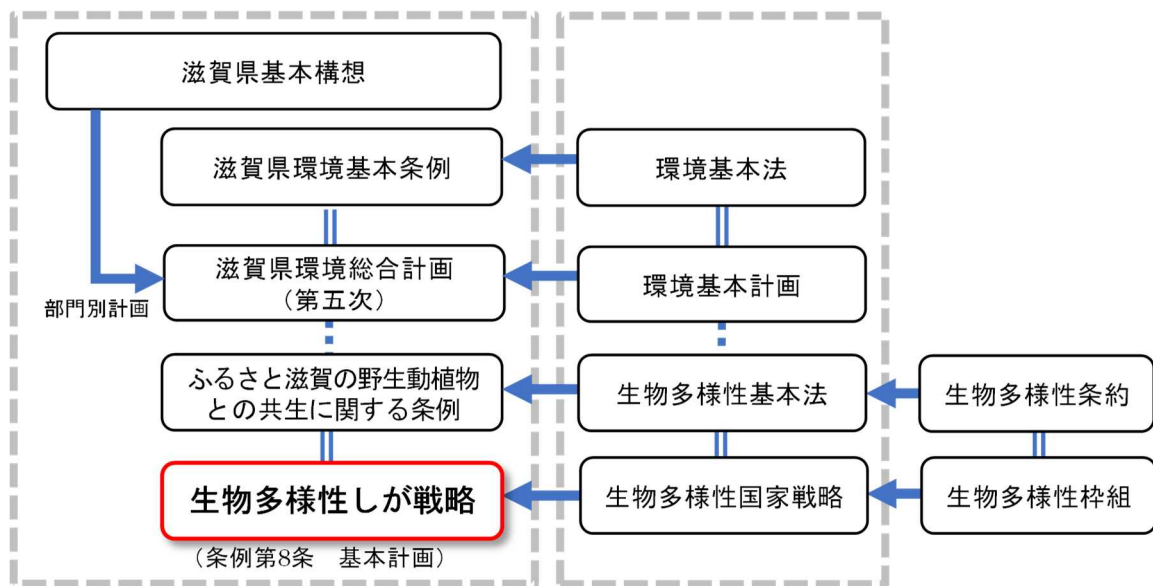 滋賀県基本構想
滋賀県環境基本条例
環境基本法
滋賀県環境総合計画
（第五次）
環境基本計画
部門別計画
ふるさと滋賀の野生動植物
との共生に関する条例
生物多様性基本法
生物多様性条約
生物多様性しが戦略
生物多様性国家戦略
生物多様性枠組
（条例第8条　基本計画）